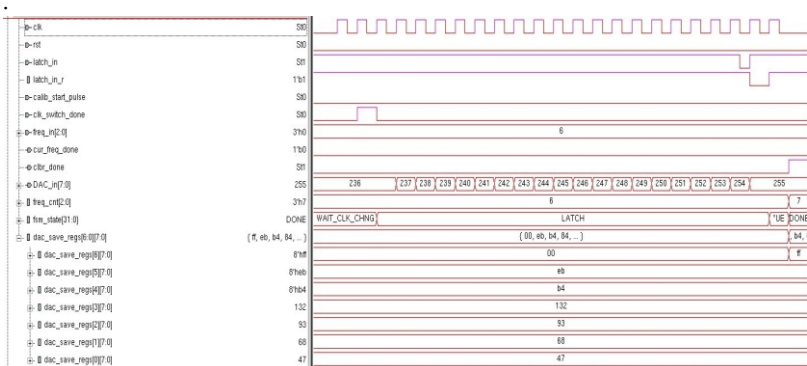 clk St0
rst St0
latch_in St1
latch_in_r 1'b1
calib_start_pulse St0
clk_switch_done St0
freq_in[2:0] 3'h0 6
cur_freq_done 1'b0
clbr_done St1
DAC_in[7:0] 255 236 237 238 239 240 241 242 243 244 245 246 247 248 249 250 251 252 253 254 255
freq_cnt[2:0] 3'h7 6 7
fsm_state[31:0] DONE WAIT_CLK_CHNG LATCH *UE DONE
dac_save_regs[6:0][7:0] { ff, eb, b4, 84, ... } { 00, eb, b4, 84, ... } , b4,
dac_save_regs[6][7:0] 8'hff 00 ff
dac_save_regs[5][7:0] 8'heb eb
dac_save_regs[4][7:0] 8'hb4 b4
dac_save_regs[3][7:0] 132 132
dac_save_regs[2][7:0] 93 93
dac_save_regs[1][7:0] 68 68
dac_save_regs[0][7:0] 47 47